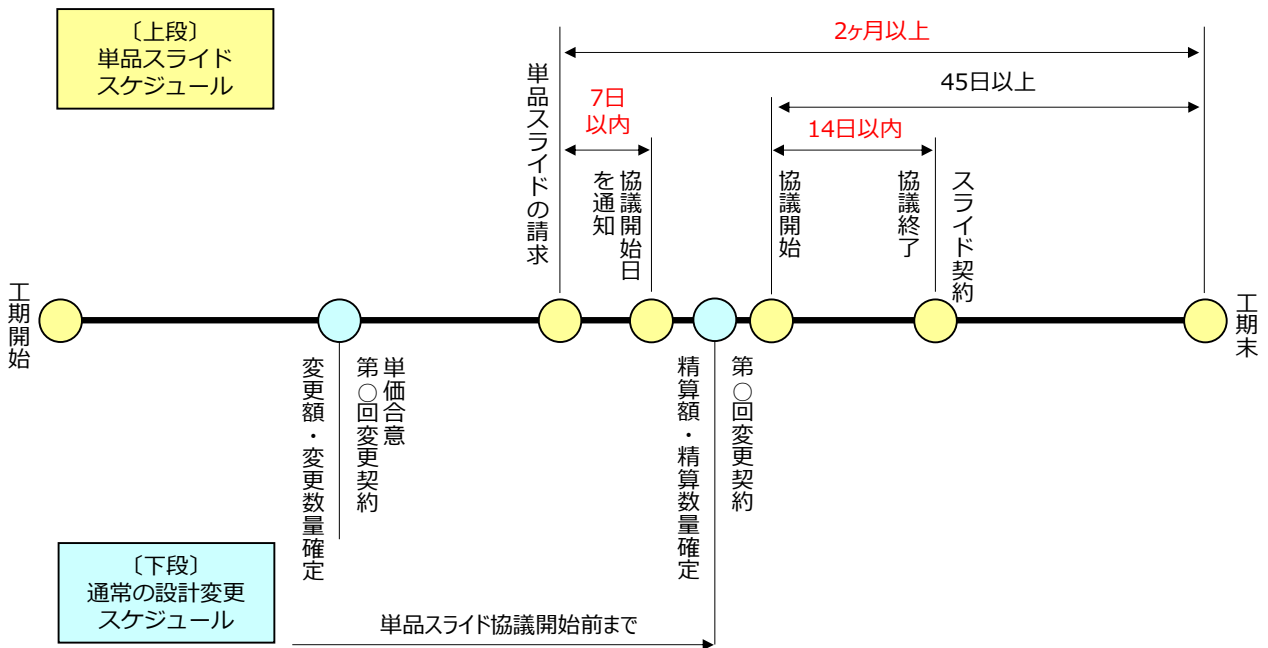 〔上段〕
単品スライド
スケジュール
2ヶ月以上
45日以上
7日
以内
14日以内
単品スライドの請求
協議開始日
を通知
協議開始
協議終了
スライド契約
工期開始
工期末
変更額・変更数量確定
単価合意
第○回変更契約
精算額・精算数量確定
第○回変更契約
〔下段〕
通常の設計変更
スケジュール
単品スライド協議開始前まで